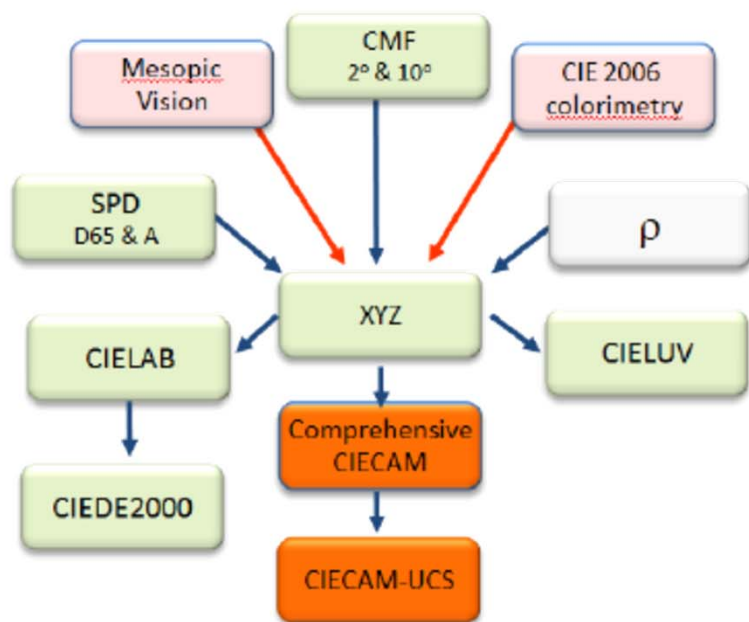 Mesopic
Vision
CMF
2° & 10°
CIE 2006
colorimetry
SPD
D65 & A
ρ
XYZ
CIELAB
CIELUV
Comprehensive
CIECAM
CIEDE2000
CIECAM-UCS